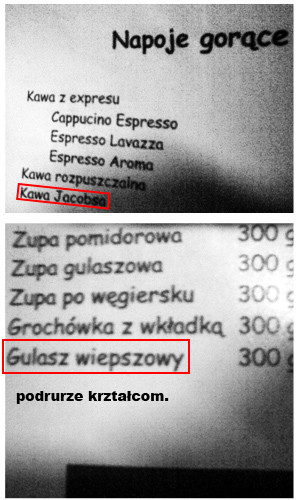 Napoje gorące
Kawa z expresu
Cappucino Espresso
Espresso Lavazza
Espresso Aroma
Kawa rozpuszczalna
Kawa Jacobsa
Zupa pomidorowa 300 g
Zupa gulaszowa 300 g
Zupa po węgiersku 300 g
Grochówka z wkładką 300 g
Gulasz wiepszowy 300 g
podrurze krztałcom.